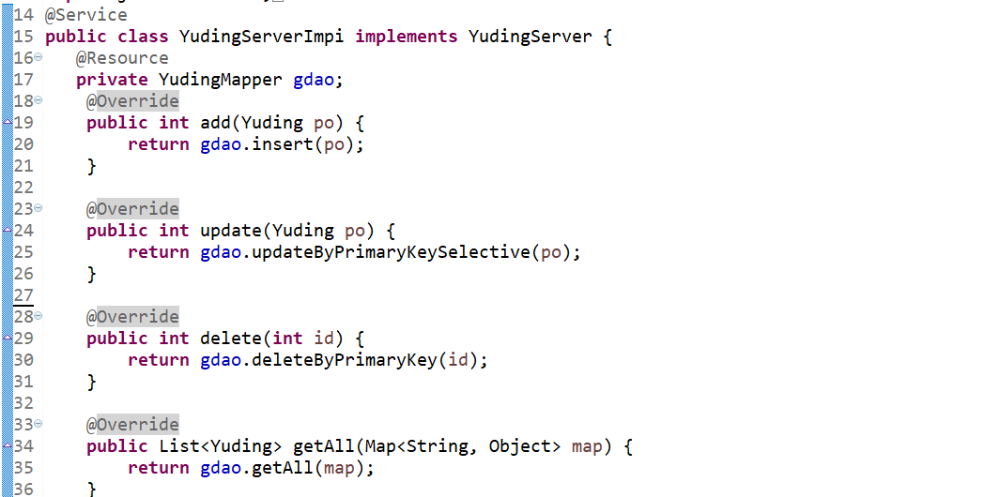 14 @Service
15 public class YudingServerImpi implements YudingServer {
16 @Resource
17 private YudingMapper gdao;
18 @Override
19 public int add(Yuding po) {
20 return gdao.insert(po);
21 }
22
23 @Override
24 public int update(Yuding po) {
25 return gdao.updateByPrimaryKeySelective(po);
26 }
27
28 @Override
29 public int delete(int id) {
30 return gdao.deleteByPrimaryKey(id);
31 }
32
33 @Override
34 public List<Yuding> getAll(Map<String, Object> map) {
35 return gdao.getAll(map);
36 }